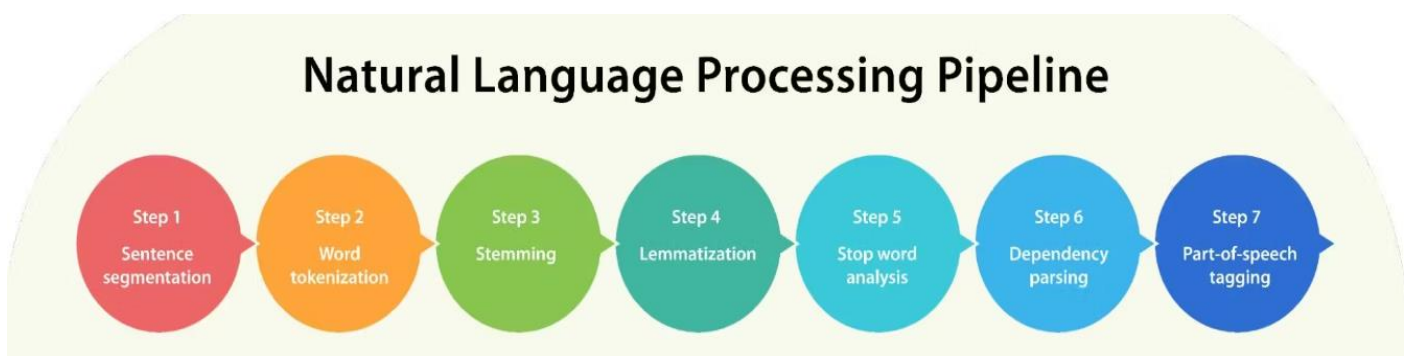 Natural Language Processing Pipeline
Step 1
Sentence
segmentation
Step 2
Word
tokenization
Step 3
Stemming
Step 4
Lemmatization
Step 5
Stop word
analysis
Step 6
Dependency
parsing
Step 7
Part-of-speech
tagging